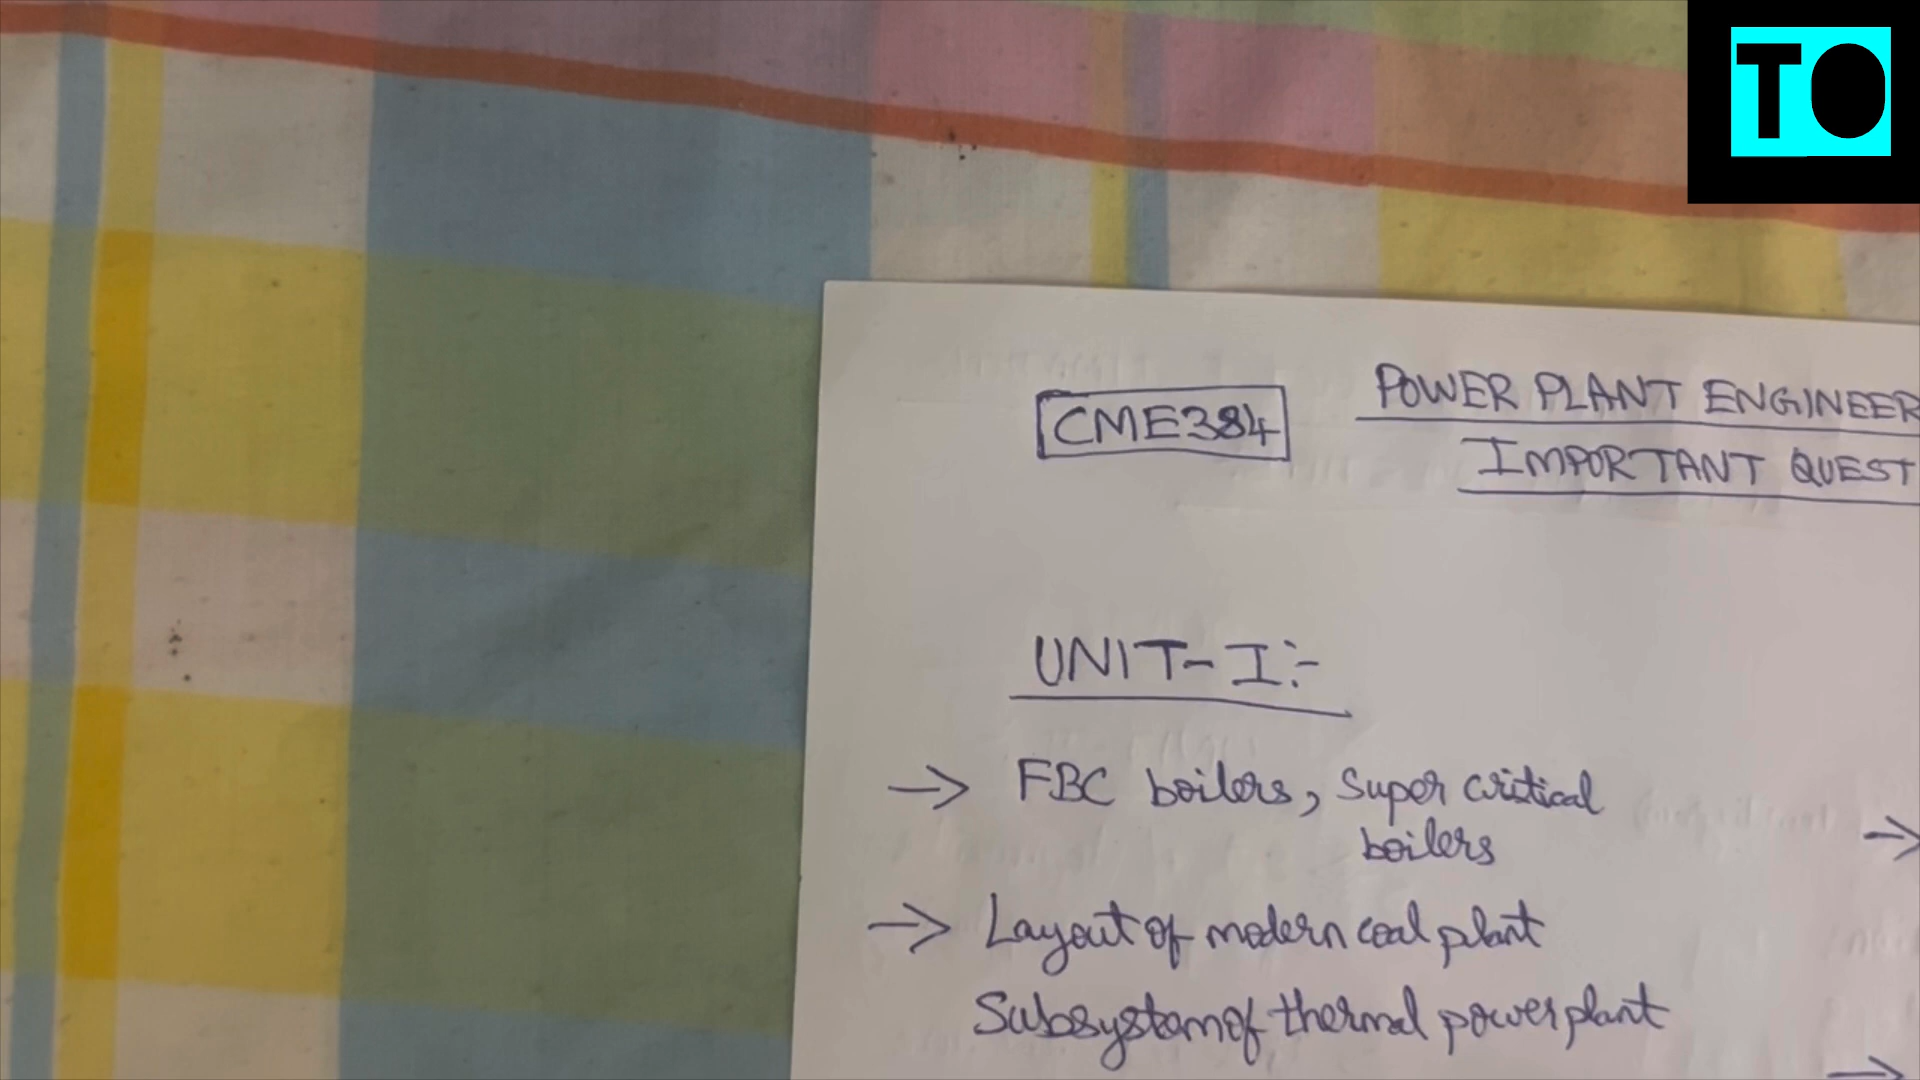 TO
CME384
POWER PLANT ENGINEER
IMPORTANT QUEST
UNIT-I:-
→ FBC boilers, Super critical
boilers
→
→ Layout of modern coal plant
Subsystem of thermal power plant
→